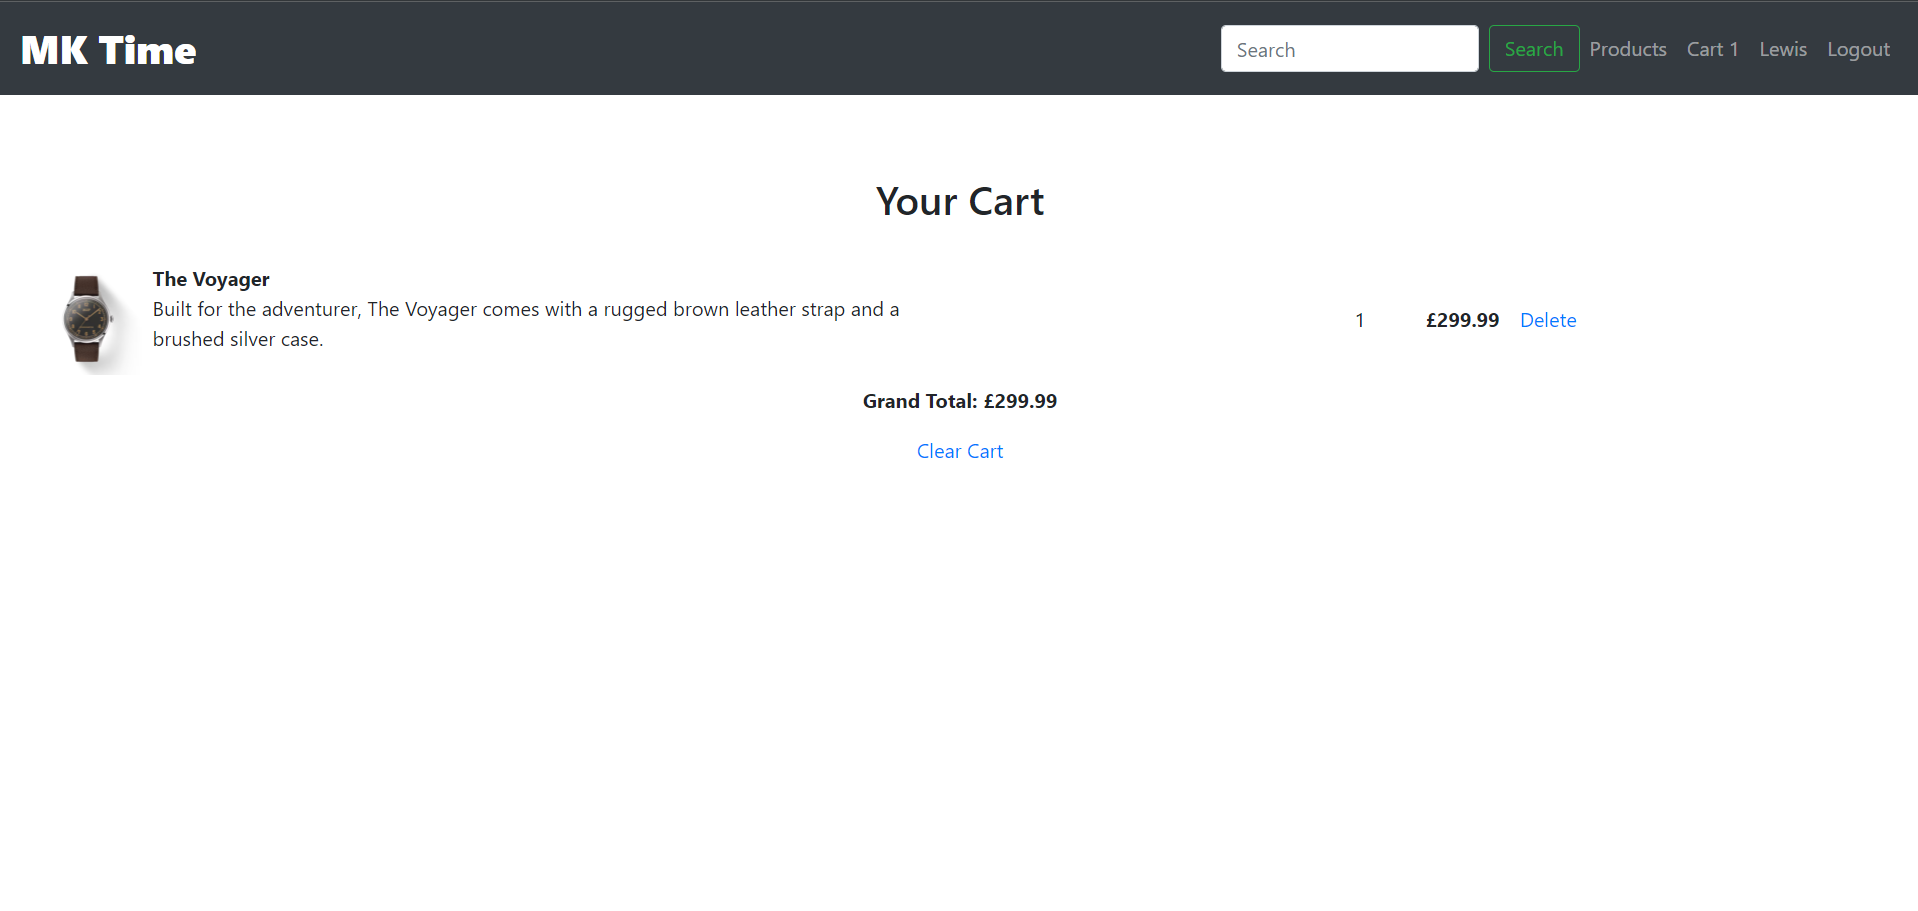 MK Time
Search
Search
Products
Cart 1
Lewis
Logout
Your Cart
The Voyager
Built for the adventurer, The Voyager comes with a rugged brown leather strap and a
brushed silver case.
1
£299.99
Delete
Grand Total: £299.99
Clear Cart